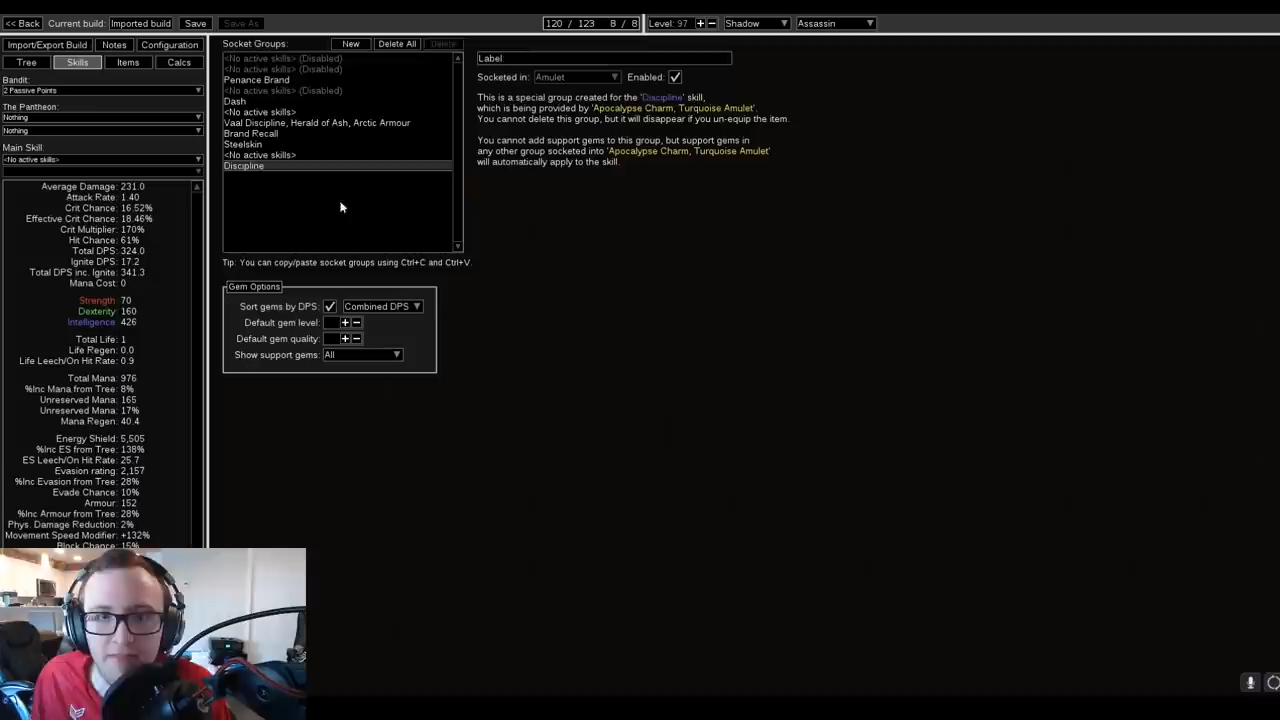 << Back Current build: Imported build Save Save As 120 / 123 8 / 8 Level: 97 + − Shadow Assassin
Import/Export Build Notes Configuration
Tree Skills Items Calcs
Bandit:
2 Passive Points
The Pantheon:
Nothing
Nothing
Main Skill:
<No active skills>
Average Damage: 231.0
Attack Rate: 1.40
Crit Chance: 16.52%
Effective Crit Chance: 18.46%
Crit Multiplier: 170%
Hit Chance: 61%
Total DPS: 324.0
Ignite DPS: 17.2
Total DPS inc. Ignite: 341.3
Mana Cost: 0
Strength: 70
Dexterity: 160
Intelligence: 426
Total Life: 1
Life Regen: 0.0
Life Leech/On Hit Rate: 0.9
Total Mana: 976
%Inc Mana from Tree: 8%
Unreserved Mana: 165
Unreserved Mana: 17%
Mana Regen: 40.4
Energy Shield: 5,505
%Inc ES from Tree: 138%
ES Leech/On Hit Rate: 25.7
Evasion rating: 2,157
%Inc Evasion from Tree: 28%
Evade Chance: 10%
Armour: 152
%Inc Armour from Tree: 28%
Phys. Damage Reduction: 2%
Movement Speed Modifier: +132%
Block Chance: 15%
Socket Groups: New Delete All Delete
<No active skills> (Disabled)
<No active skills> (Disabled)
Penance Brand
<No active skills> (Disabled)
Dash
<No active skills>
Vaal Discipline, Herald of Ash, Arctic Armour
Brand Recall
Steelskin
<No active skills>
Discipline
Tip: You can copy/paste socket groups using Ctrl+C and Ctrl+V.
Gem Options
Sort gems by DPS: Combined DPS
Default gem level: + −
Default gem quality: + −
Show support gems: All
Label:
Socketed in: Amulet Enabled:
This is a special group created for the 'Discipline' skill,
which is being provided by 'Apocalypse Charm, Turquoise Amulet'.
You cannot delete this group, but it will disappear if you un-equip the item.
You cannot add support gems to this group, but support gems in
any other group socketed into 'Apocalypse Charm, Turquoise Amulet'
will automatically apply to the skill.